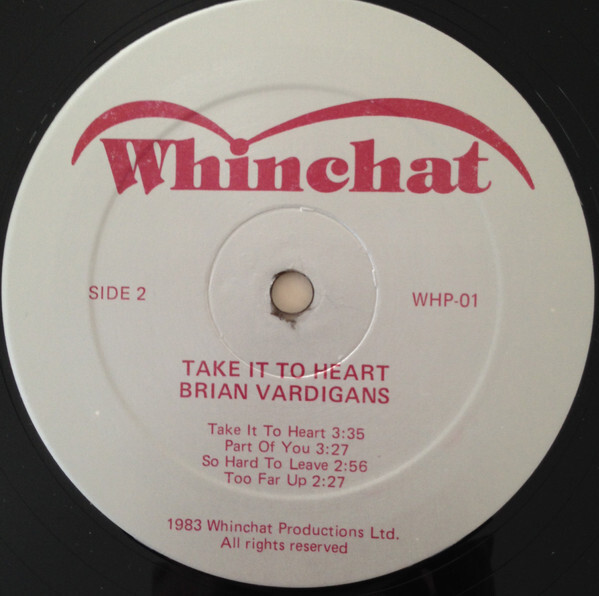 Whinchat
SIDE 2
WHP-01
TAKE IT TO HEART
BRIAN VARDIGANS
Take It To Heart 3:35
Part Of You 3:27
So Hard To Leave 2:56
Too Far Up 2:27
1983 Whinchat Productions Ltd.
All rights reserved